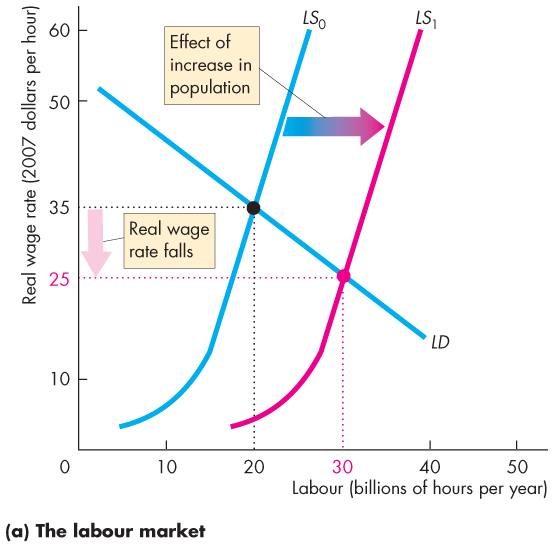 Real wage rate (2007 dollars per hour)
60
50
35
25
10
0
LS0
LS1
Effect of
increase in
population
Real wage
rate falls
LD
10
20
30
40
50
Labour (billions of hours per year)
(a) The labour market